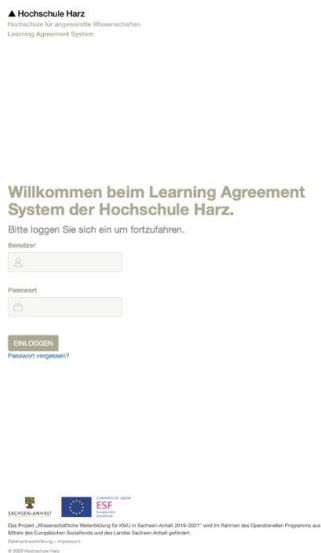 ▲ Hochschule Harz
Hochschule für angewandte Wissenschaften
Learning Agreement System
Willkommen beim Learning Agreement
System der Hochschule Harz.
Bitte loggen Sie sich ein um fortzufahren.
Benutzer
Passwort
EINLOGGEN
Passwort vergessen?
SACHSEN-ANHALT
EUROPÄISCHE UNION
ESF
Europäischer
Sozialfonds
Das Projekt „Wissenschaftliche Weiterbildung für KMU in Sachsen-Anhalt 2019-2021“ wird im Rahmen des Operationellen Programms aus
Mitteln des Europäischen Sozialfonds und des Landes Sachsen-Anhalt gefördert.
Datenschutzerklärung – Impressum
Hochschule Harz